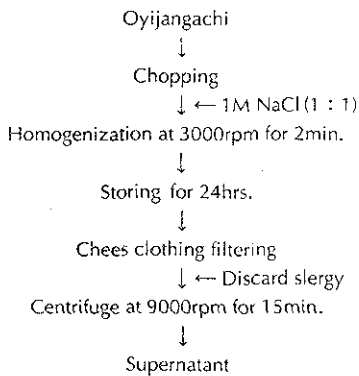 Oyijangachi
↓
Chopping
↓ ← 1M NaCl (1 : 1)
Homogenization at 3000rpm for 2min.
↓
Storing for 24hrs.
↓
Chees clothing filtering
↓ ← Discard slergy
Centrifuge at 9000rpm for 15min.
↓
Supernatant